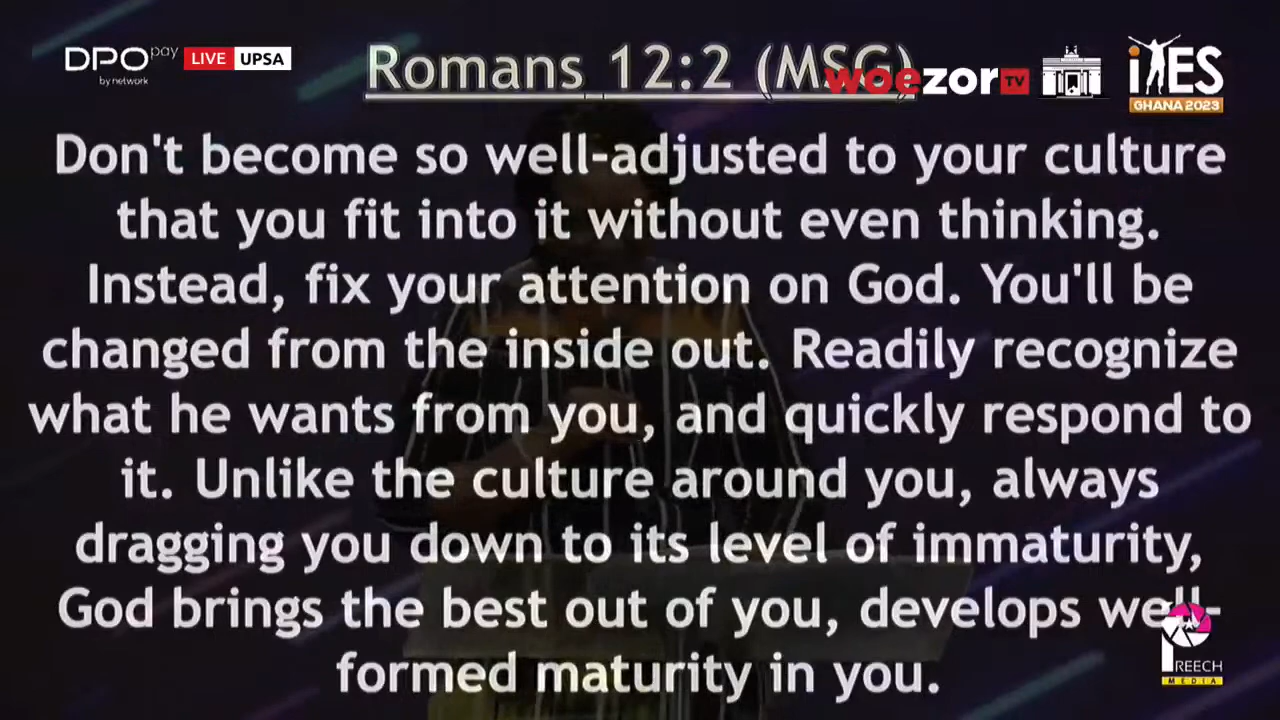 DPO pay
by network
LIVE UPSA
Romans 12:2 (MSG)
woezor TV
iYES
GHANA 2023
Don't become so well-adjusted to your culture
that you fit into it without even thinking.
Instead, fix your attention on God. You'll be
changed from the inside out. Readily recognize
what he wants from you, and quickly respond to
it. Unlike the culture around you, always
dragging you down to its level of immaturity,
God brings the best out of you, develops well-
formed maturity in you.
PREECH
MEDIA